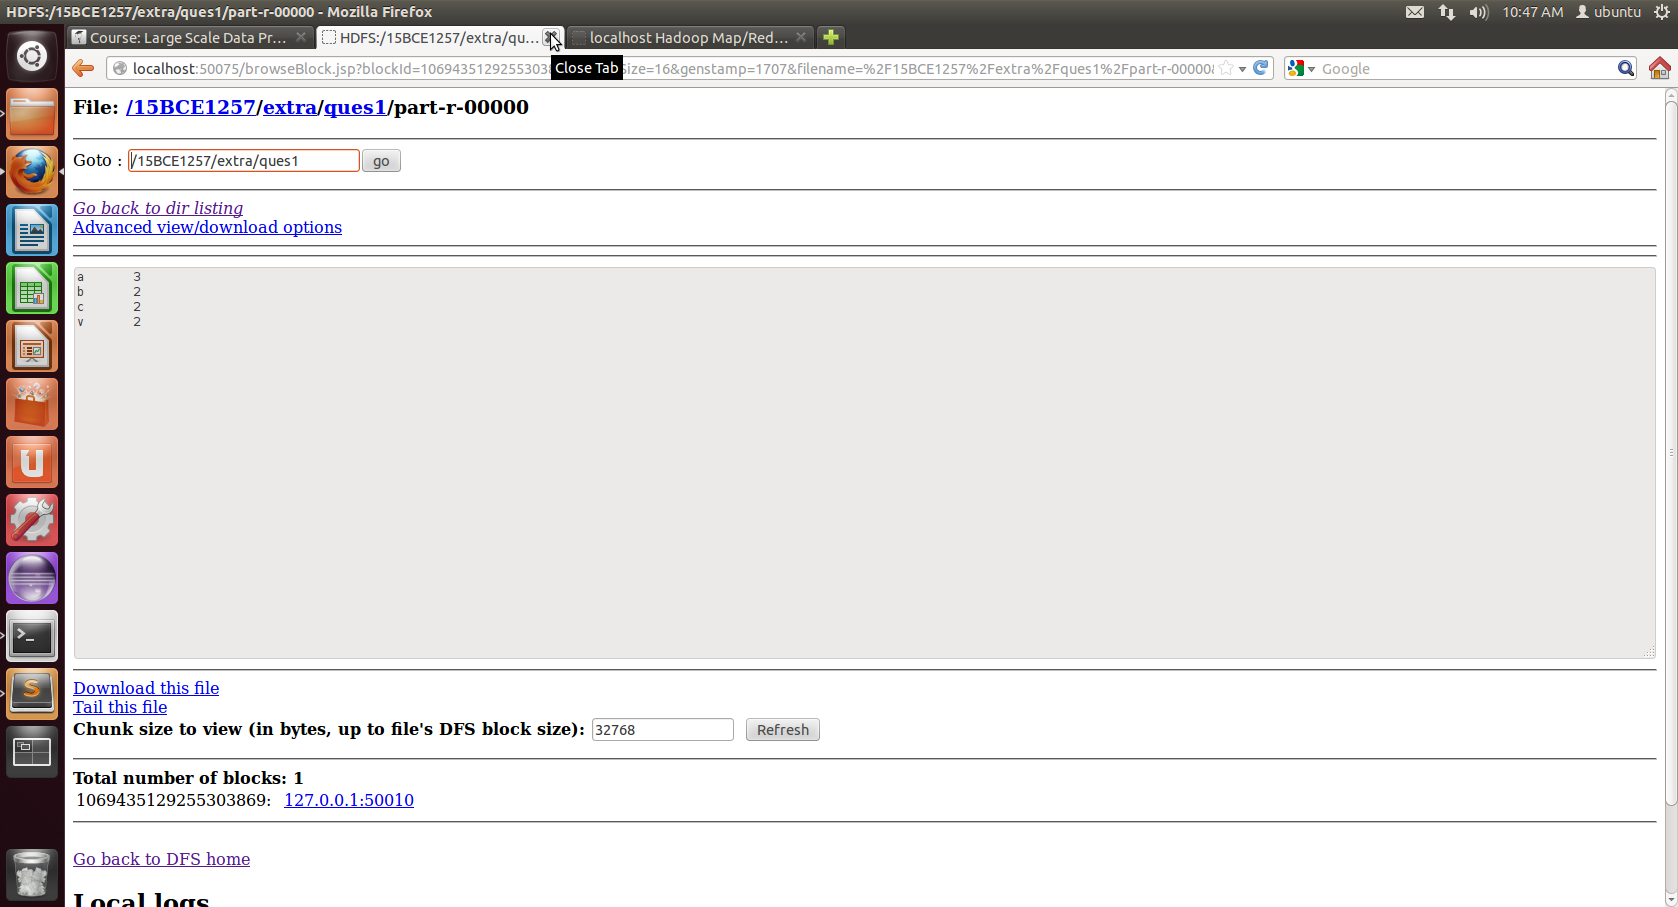 HDFS:/15BCE1257/extra/ques1/part-r-00000 - Mozilla Firefox
10:47 AM ubuntu
Course: Large Scale Data Pr...
HDFS:/15BCE1257/extra/qu...
localhost Hadoop Map/Red...
localhost:50075/browseBlock.jsp?blockId=1069435129255303
Size=16&genstamp=1707&filename=%2F15BCE1257%2Fextra%2Fques1%2Fpart-r-00000&
Google
Close Tab
File: /15BCE1257/extra/ques1/part-r-00000
Goto : /15BCE1257/extra/ques1 go
Go back to dir listing
Advanced view/download options
a 3
b 2
c 2
v 2
Download this file
Tail this file
Chunk size to view (in bytes, up to file's DFS block size): 32768 Refresh
Total number of blocks: 1
1069435129255303869: 127.0.0.1:50010
Go back to DFS home
Local logs